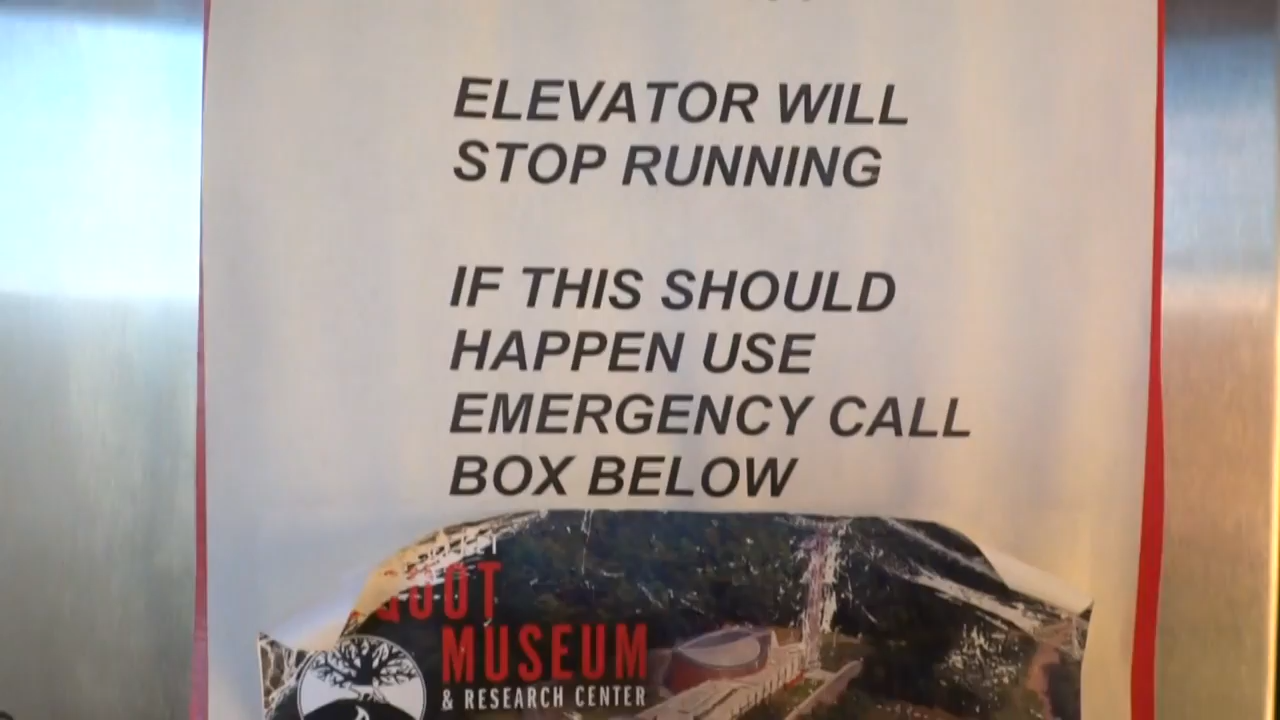 ELEVATOR WILL
STOP RUNNING
IF THIS SHOULD
HAPPEN USE
EMERGENCY CALL
BOX BELOW
MUSEUM
& RESEARCH CENTER